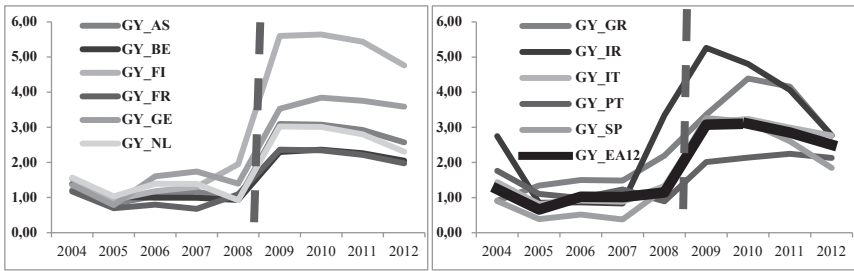 6,00
5,00
4,00
3,00
2,00
1,00
0,00
GY_AS
GY_BE
GY_FI
GY_FR
GY_GE
GY_NL
2004 2005 2006 2007 2008 2009 2010 2011 2012
6,00
5,00
4,00
3,00
2,00
1,00
0,00
GY_GR
GY_IR
GY_IT
GY_PT
GY_SP
GY_EA12
2004 2005 2006 2007 2008 2009 2010 2011 2012